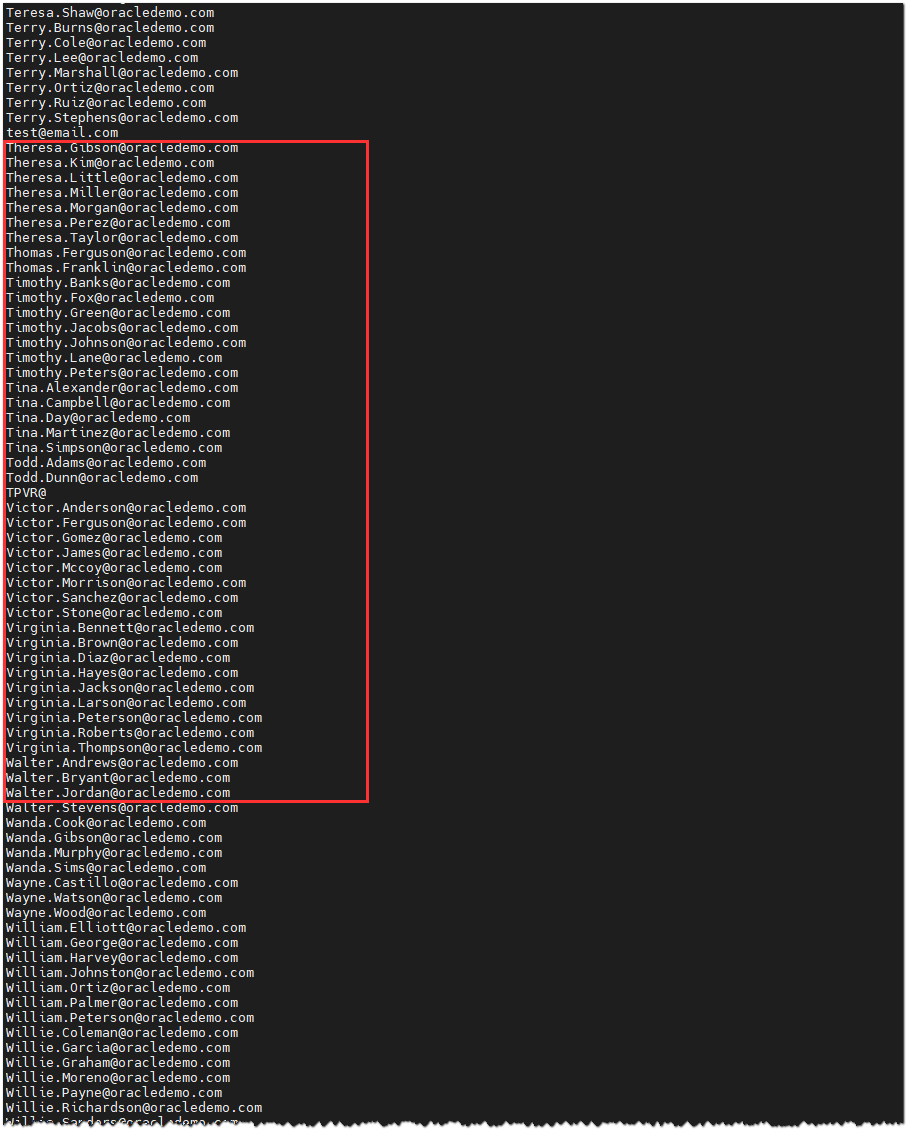 Teresa.Shaw@oracledemo.com
Terry.Burns@oracledemo.com
Terry.Cole@oracledemo.com
Terry.Lee@oracledemo.com
Terry.Marshall@oracledemo.com
Terry.Ortiz@oracledemo.com
Terry.Ruiz@oracledemo.com
Terry.Stephens@oracledemo.com
test@email.com
Theresa.Gibson@oracledemo.com
Theresa.Kim@oracledemo.com
Theresa.Little@oracledemo.com
Theresa.Miller@oracledemo.com
Theresa.Morgan@oracledemo.com
Theresa.Perez@oracledemo.com
Theresa.Taylor@oracledemo.com
Thomas.Ferguson@oracledemo.com
Thomas.Franklin@oracledemo.com
Timothy.Banks@oracledemo.com
Timothy.Fox@oracledemo.com
Timothy.Green@oracledemo.com
Timothy.Jacobs@oracledemo.com
Timothy.Johnson@oracledemo.com
Timothy.Lane@oracledemo.com
Timothy.Peters@oracledemo.com
Tina.Alexander@oracledemo.com
Tina.Campbell@oracledemo.com
Tina.Day@oracledemo.com
Tina.Martinez@oracledemo.com
Tina.Simpson@oracledemo.com
Todd.Adams@oracledemo.com
Todd.Dunn@oracledemo.com
TPVR@
Victor.Anderson@oracledemo.com
Victor.Ferguson@oracledemo.com
Victor.Gomez@oracledemo.com
Victor.James@oracledemo.com
Victor.Mccoy@oracledemo.com
Victor.Morrison@oracledemo.com
Victor.Sanchez@oracledemo.com
Victor.Stone@oracledemo.com
Virginia.Bennett@oracledemo.com
Virginia.Brown@oracledemo.com
Virginia.Diaz@oracledemo.com
Virginia.Hayes@oracledemo.com
Virginia.Jackson@oracledemo.com
Virginia.Larson@oracledemo.com
Virginia.Peterson@oracledemo.com
Virginia.Roberts@oracledemo.com
Virginia.Thompson@oracledemo.com
Walter.Andrews@oracledemo.com
Walter.Bryant@oracledemo.com
Walter.Jordan@oracledemo.com
Walter.Stevens@oracledemo.com
Wanda.Cook@oracledemo.com
Wanda.Gibson@oracledemo.com
Wanda.Murphy@oracledemo.com
Wanda.Sims@oracledemo.com
Wayne.Castillo@oracledemo.com
Wayne.Watson@oracledemo.com
Wayne.Wood@oracledemo.com
William.Elliott@oracledemo.com
William.George@oracledemo.com
William.Harvey@oracledemo.com
William.Johnston@oracledemo.com
William.Ortiz@oracledemo.com
William.Palmer@oracledemo.com
William.Peterson@oracledemo.com
Willie.Coleman@oracledemo.com
Willie.Garcia@oracledemo.com
Willie.Graham@oracledemo.com
Willie.Moreno@oracledemo.com
Willie.Payne@oracledemo.com
Willie.Richardson@oracledemo.com